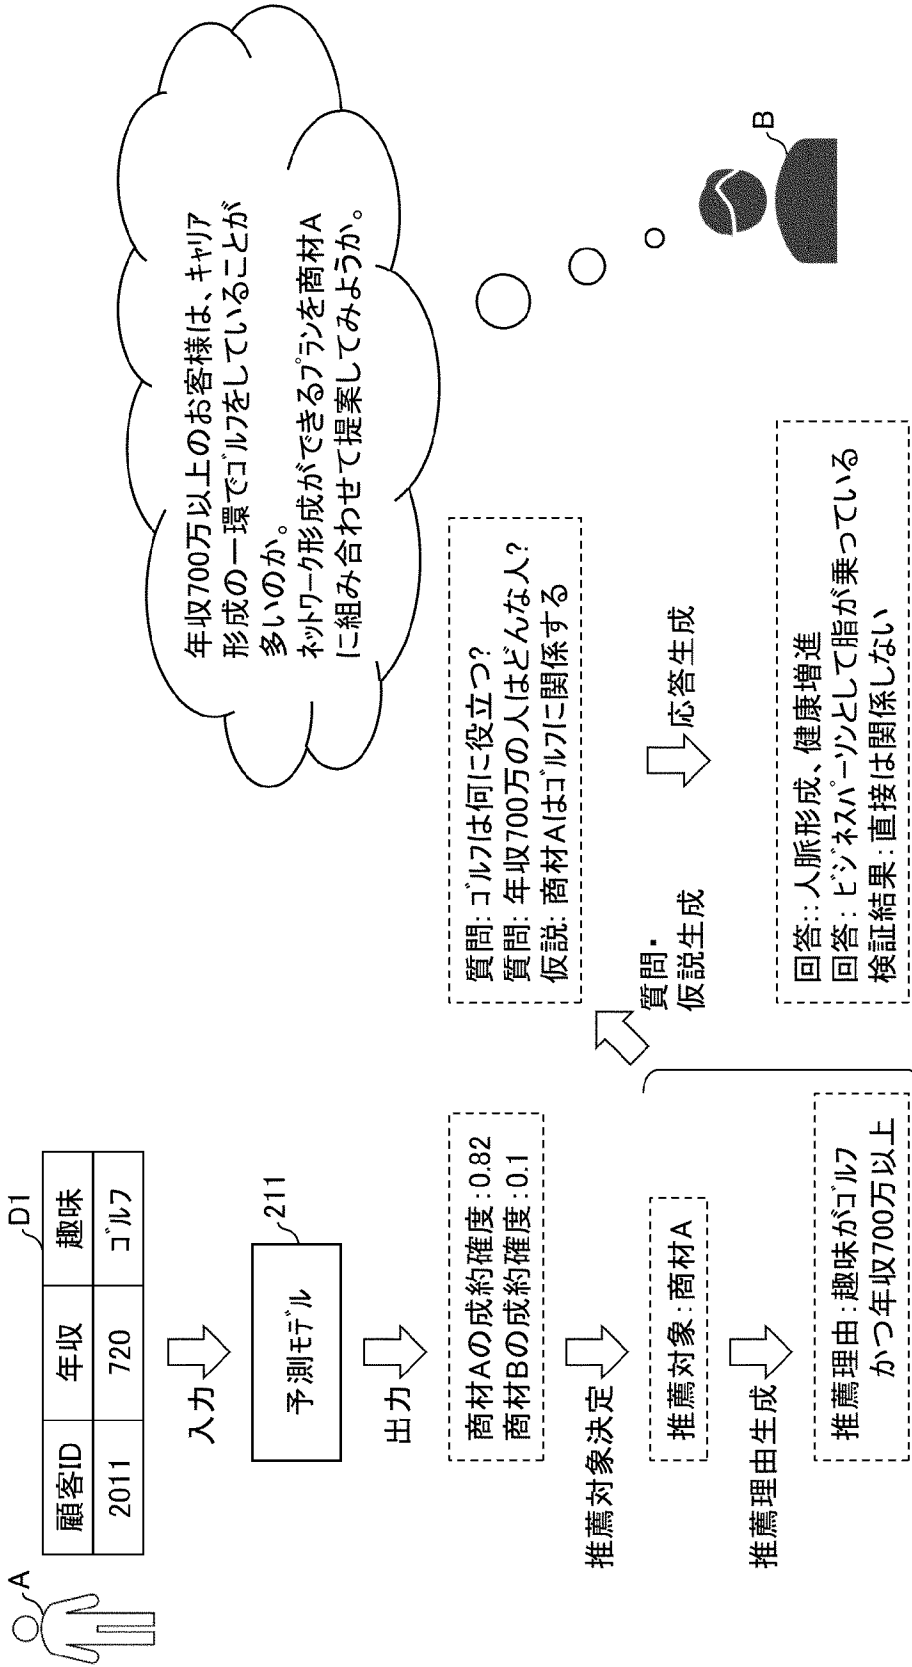 A
D1
顧客ID 年収 趣味
2011 720 ゴルフ
入力
予測モデル
211
出力
商材Aの成約確度:0.82
商材Bの成約確度:0.1
推薦対象決定
推薦対象:商材A
推薦理由生成
推薦理由:趣味がゴルフ
かつ年収700万以上
質問・
仮説生成
質問:ゴルフは何に役立つ?
質問:年収700万の人はどんな人?
仮説:商材Aはゴルフに関係する
応答生成
回答::人脈形成、健康増進
回答:ビジネスパーソンとして脂が乗っている
検証結果:直接は関係しない
年収700万以上のお客様は、キャリア
形成の一環でゴルフをしていることが
多いのか。
ネットワーク形成ができるプランを商材A
に組み合わせて提案してみようか。
B